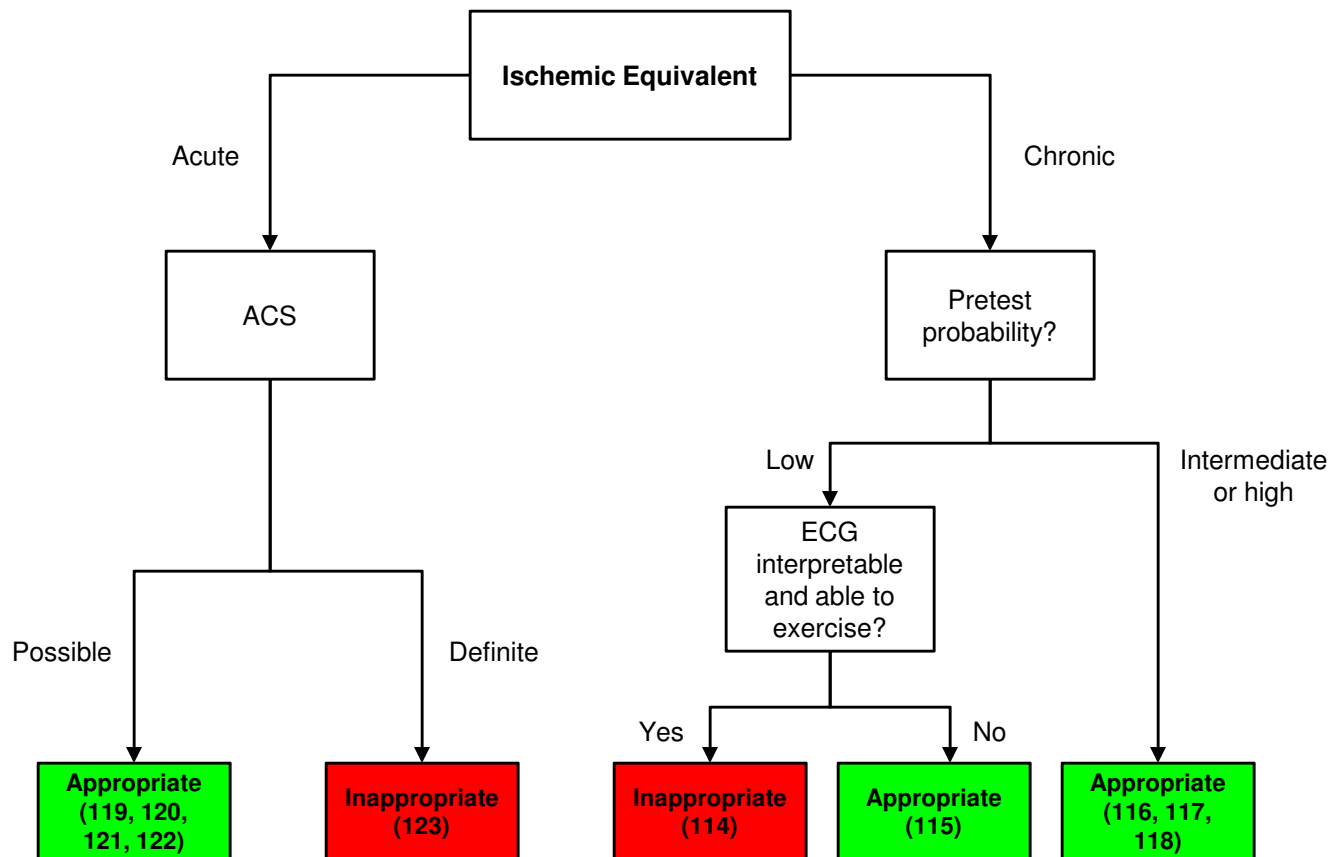 Ischemic Equivalent
Acute
Chronic
ACS
Pretest
probability?
Low
Intermediate
or high
ECG
interpretable
and able to
exercise?
Possible
Definite
Yes
No
Appropriate
(119, 120,
121, 122)
Inappropriate
(123)
Inappropriate
(114)
Appropriate
(115)
Appropriate
(116, 117,
118)